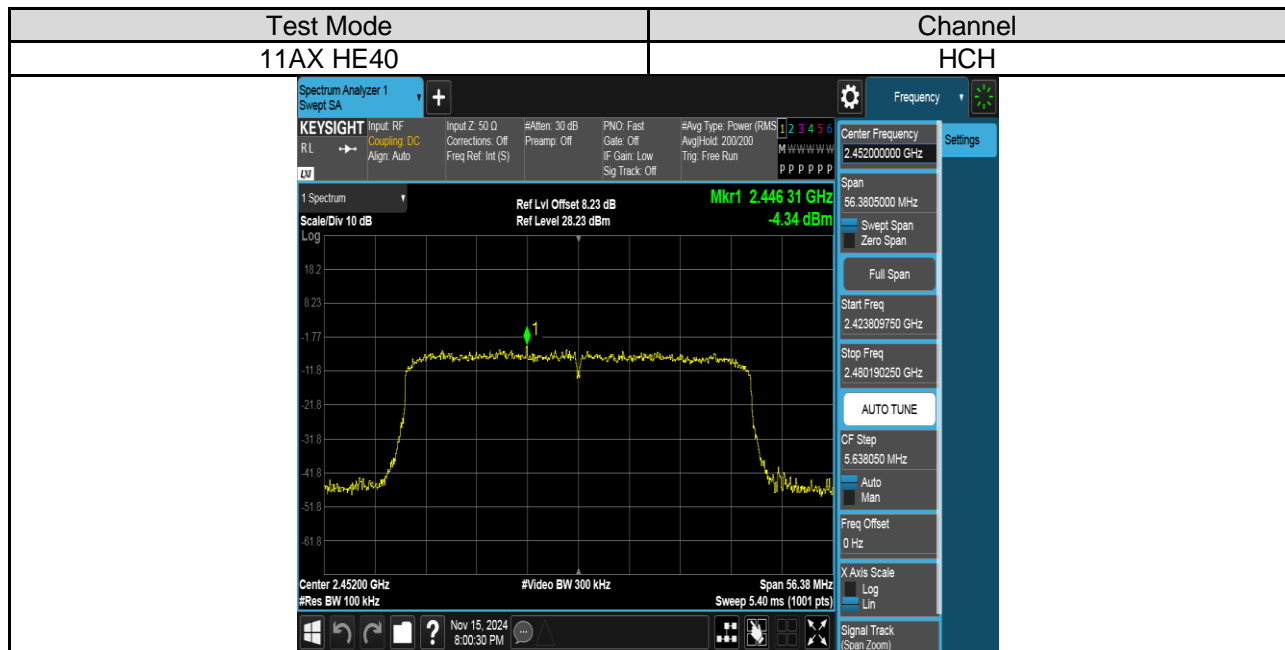 Test Mode Channel
11AX HE40 HCH
Spectrum Analyzer 1
Swept SA
+
Frequency
KEYSIGHT
RL
LXI
Input: RF
Coupling: DC
Align: Auto
Input Z: 50 Ω
Corrections: Off
Freq Ref: Int (S)
#Atten: 30 dB
Preamp: Off
PNO: Fast
Gate: Off
IF Gain: Low
Sig Track: Off
#Avg Type: Power (RMS
Avg|Hold: 200/200
Trig: Free Run
1 2 3 4 5 6
M W W W W W
P P P P P P
1 Spectrum
Scale/Div 10 dB
Log
Ref Lvl Offset 8.23 dB
Ref Level 28.23 dBm
Mkr1 2.446 31 GHz
-4.34 dBm
18.2
8.23
-1.77
-11.8
-21.8
-31.8
-41.8
-51.8
-61.8
1
Center 2.45200 GHz
#Res BW 100 kHz
#Video BW 300 kHz
Span 56.38 MHz
Sweep 5.40 ms (1001 pts)
Center Frequency
2.452000000 GHz
Span
56.3805000 MHz
Swept Span
Zero Span
Full Span
Start Freq
2.423809750 GHz
Stop Freq
2.480190250 GHz
AUTO TUNE
CF Step
5.638050 MHz
Auto
Man
Freq Offset
0 Hz
X Axis Scale
Log
Lin
Signal Track
(Span Zoom)
Settings
?
Nov 15, 2024
8:00:30 PM